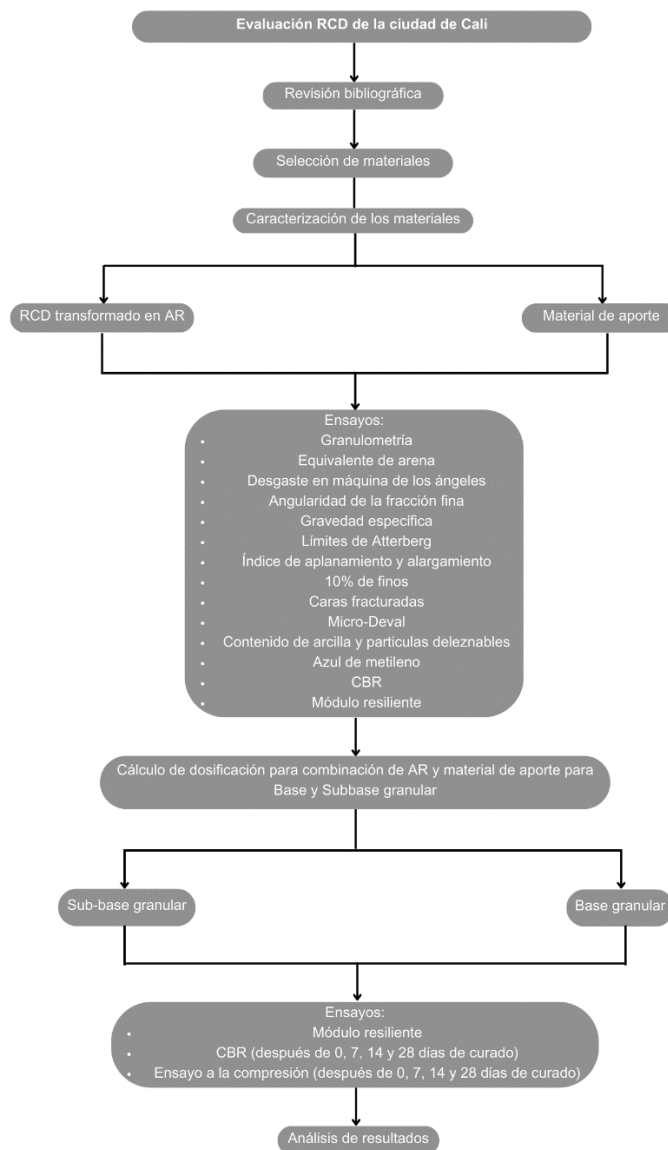 Evaluación RCD de la ciudad de Cali
Revisión bibliográfica
Selección de materiales
Caracterización de los materiales
RCD transformado en AR
Material de aporte
Ensayos:
• Granulometría
• Equivalente de arena
• Desgaste en máquina de los ángeles
• Angularidad de la fracción fina
• Gravedad específica
• Límites de Atterberg
• Índice de aplanamiento y alargamiento
• 10% de finos
• Caras fracturadas
• Micro-Deval
• Contenido de arcilla y particulas deleznables
• Azul de metileno
• CBR
• Módulo resiliente
Cálculo de dosificación para combinación de AR y material de aporte para
Base y Subbase granular
Sub-base granular
Base granular
Ensayos:
• Módulo resiliente
• CBR (después de 0, 7, 14 y 28 días de curado)
• Ensayo a la compresión (después de 0, 7, 14 y 28 días de curado)
Análisis de resultados